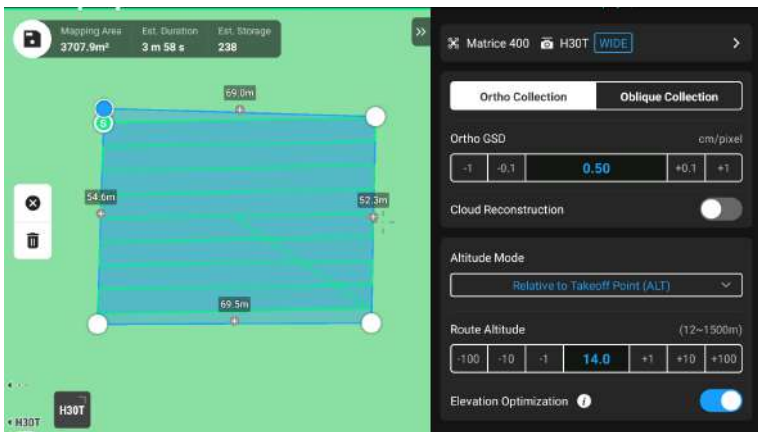 Mapping Area Est. Duration Est. Storage
3707.9m² 3 m 58 s 238
69.0m
S
54.6m
52.3m
69.5m
H30T
H30T
Matrice 400 H30T WIDE
Ortho Collection Oblique Collection
Ortho GSD cm/pixel
-1 -0.1 0.50 +0.1 +1
Cloud Reconstruction
Altitude Mode
Relative to Takeoff Point (ALT)
Route Altitude (12~1500m)
-100 -10 -1 14.0 +1 +10 +100
Elevation Optimization i